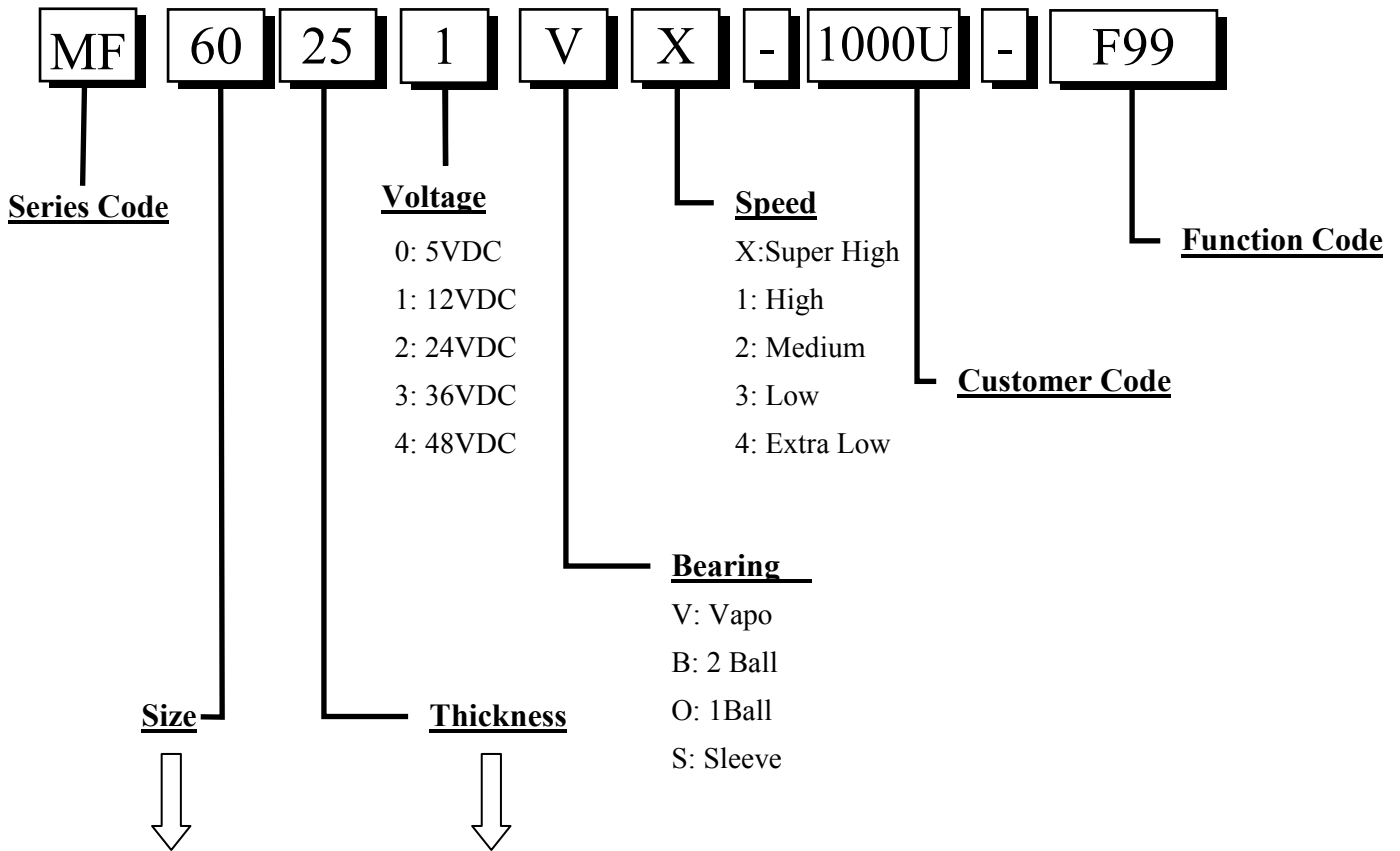 MF 60 25 1 V X - 1000U - F99
Series Code
Voltage
0: 5VDC
1: 12VDC
2: 24VDC
3: 36VDC
4: 48VDC
Speed
X:Super High
1: High
2: Medium
3: Low
4: Extra Low
Function Code
Customer Code
Bearing
V: Vapo
B: 2 Ball
O: 1Ball
S: Sleeve
Size
Thickness